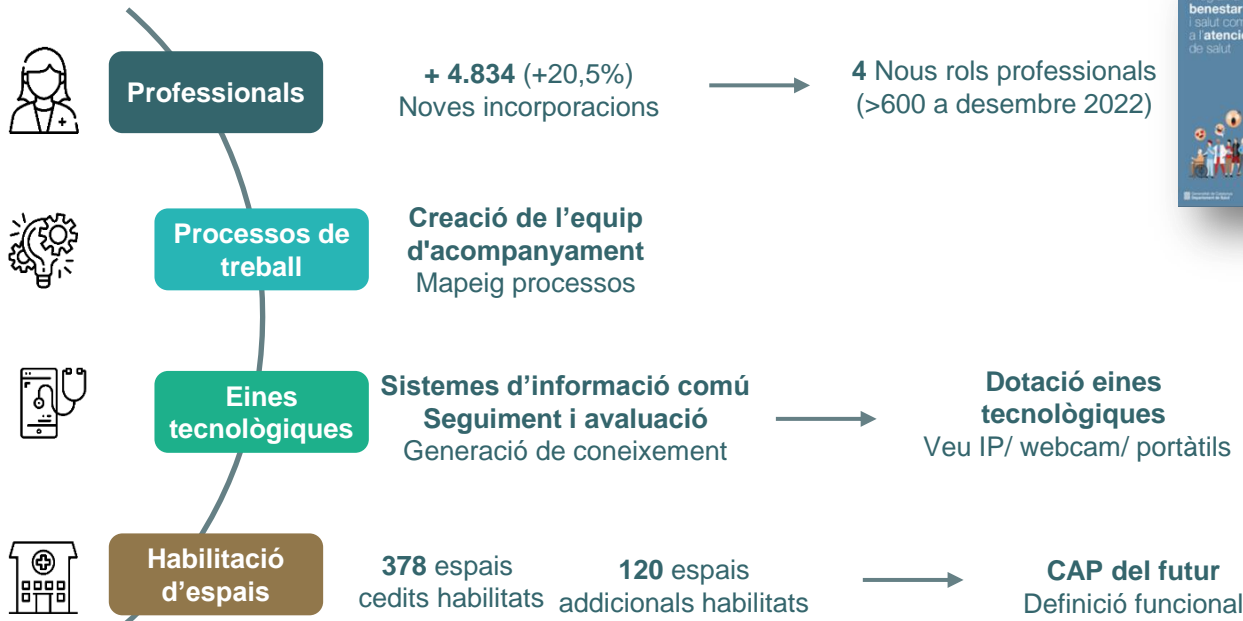 benestar
i salut com
a l'atenció
de salut
Professionals
+ 4.834 (+20,5%)
Noves incorporacions
4 Nous rols professionals
(>600 a desembre 2022)
Processos de
treball
Creació de l’equip
d'acompanyament
Mapeig processos
Eines
tecnològiques
Sistemes d’informació comú
Seguiment i avaluació
Generació de coneixement
Dotació eines
tecnològiques
Veu IP/ webcam/ portàtils
Habilitació
d’espais
378 espais
cedits habilitats
120 espais
addicionals habilitats
CAP del futur
Definició funcional